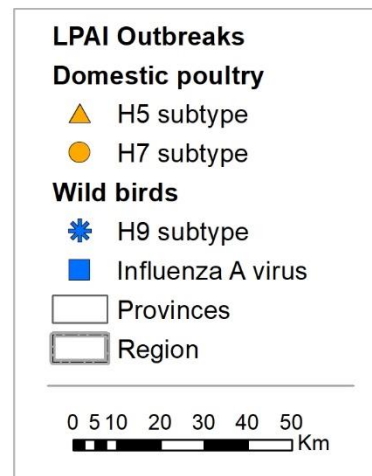 LPAI Outbreaks
Domestic poultry
H5 subtype
H7 subtype
Wild birds
H9 subtype
Influenza A virus
Provinces
Region
0 5 10 20 30 40 50
Km